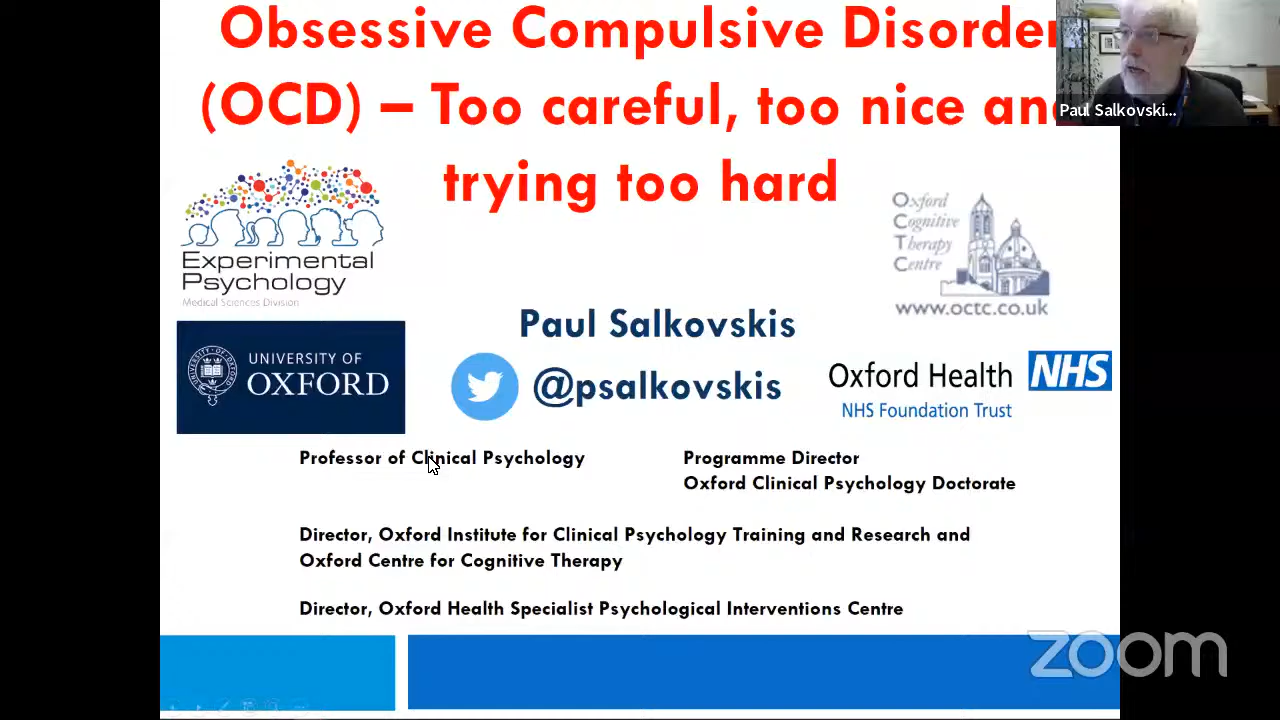 Obsessive Compulsive Disorder
(OCD) – Too careful, too nice and
trying too hard
Paul Salkovski...
Experimental
Psychology
Medical Sciences Division
Oxford
Cognitive
Therapy
Centre
www.octc.co.uk
UNIVERSITY OF
OXFORD
Paul Salkovskis
@psalkovskis
Oxford Health NHS
NHS Foundation Trust
Professor of Clinical Psychology
Programme Director
Oxford Clinical Psychology Doctorate
Director, Oxford Institute for Clinical Psychology Training and Research and
Oxford Centre for Cognitive Therapy
Director, Oxford Health Specialist Psychological Interventions Centre
zoom